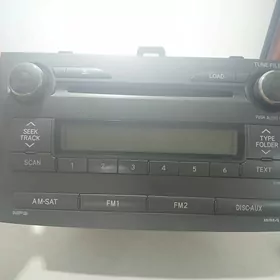 TUNE·FILE
LOAD
SEEK TRACK
TYPE FOLDER
SCAN 1 3 4 5 6 TEXT
AM·SAT FM1 FM2 DISC·AUX